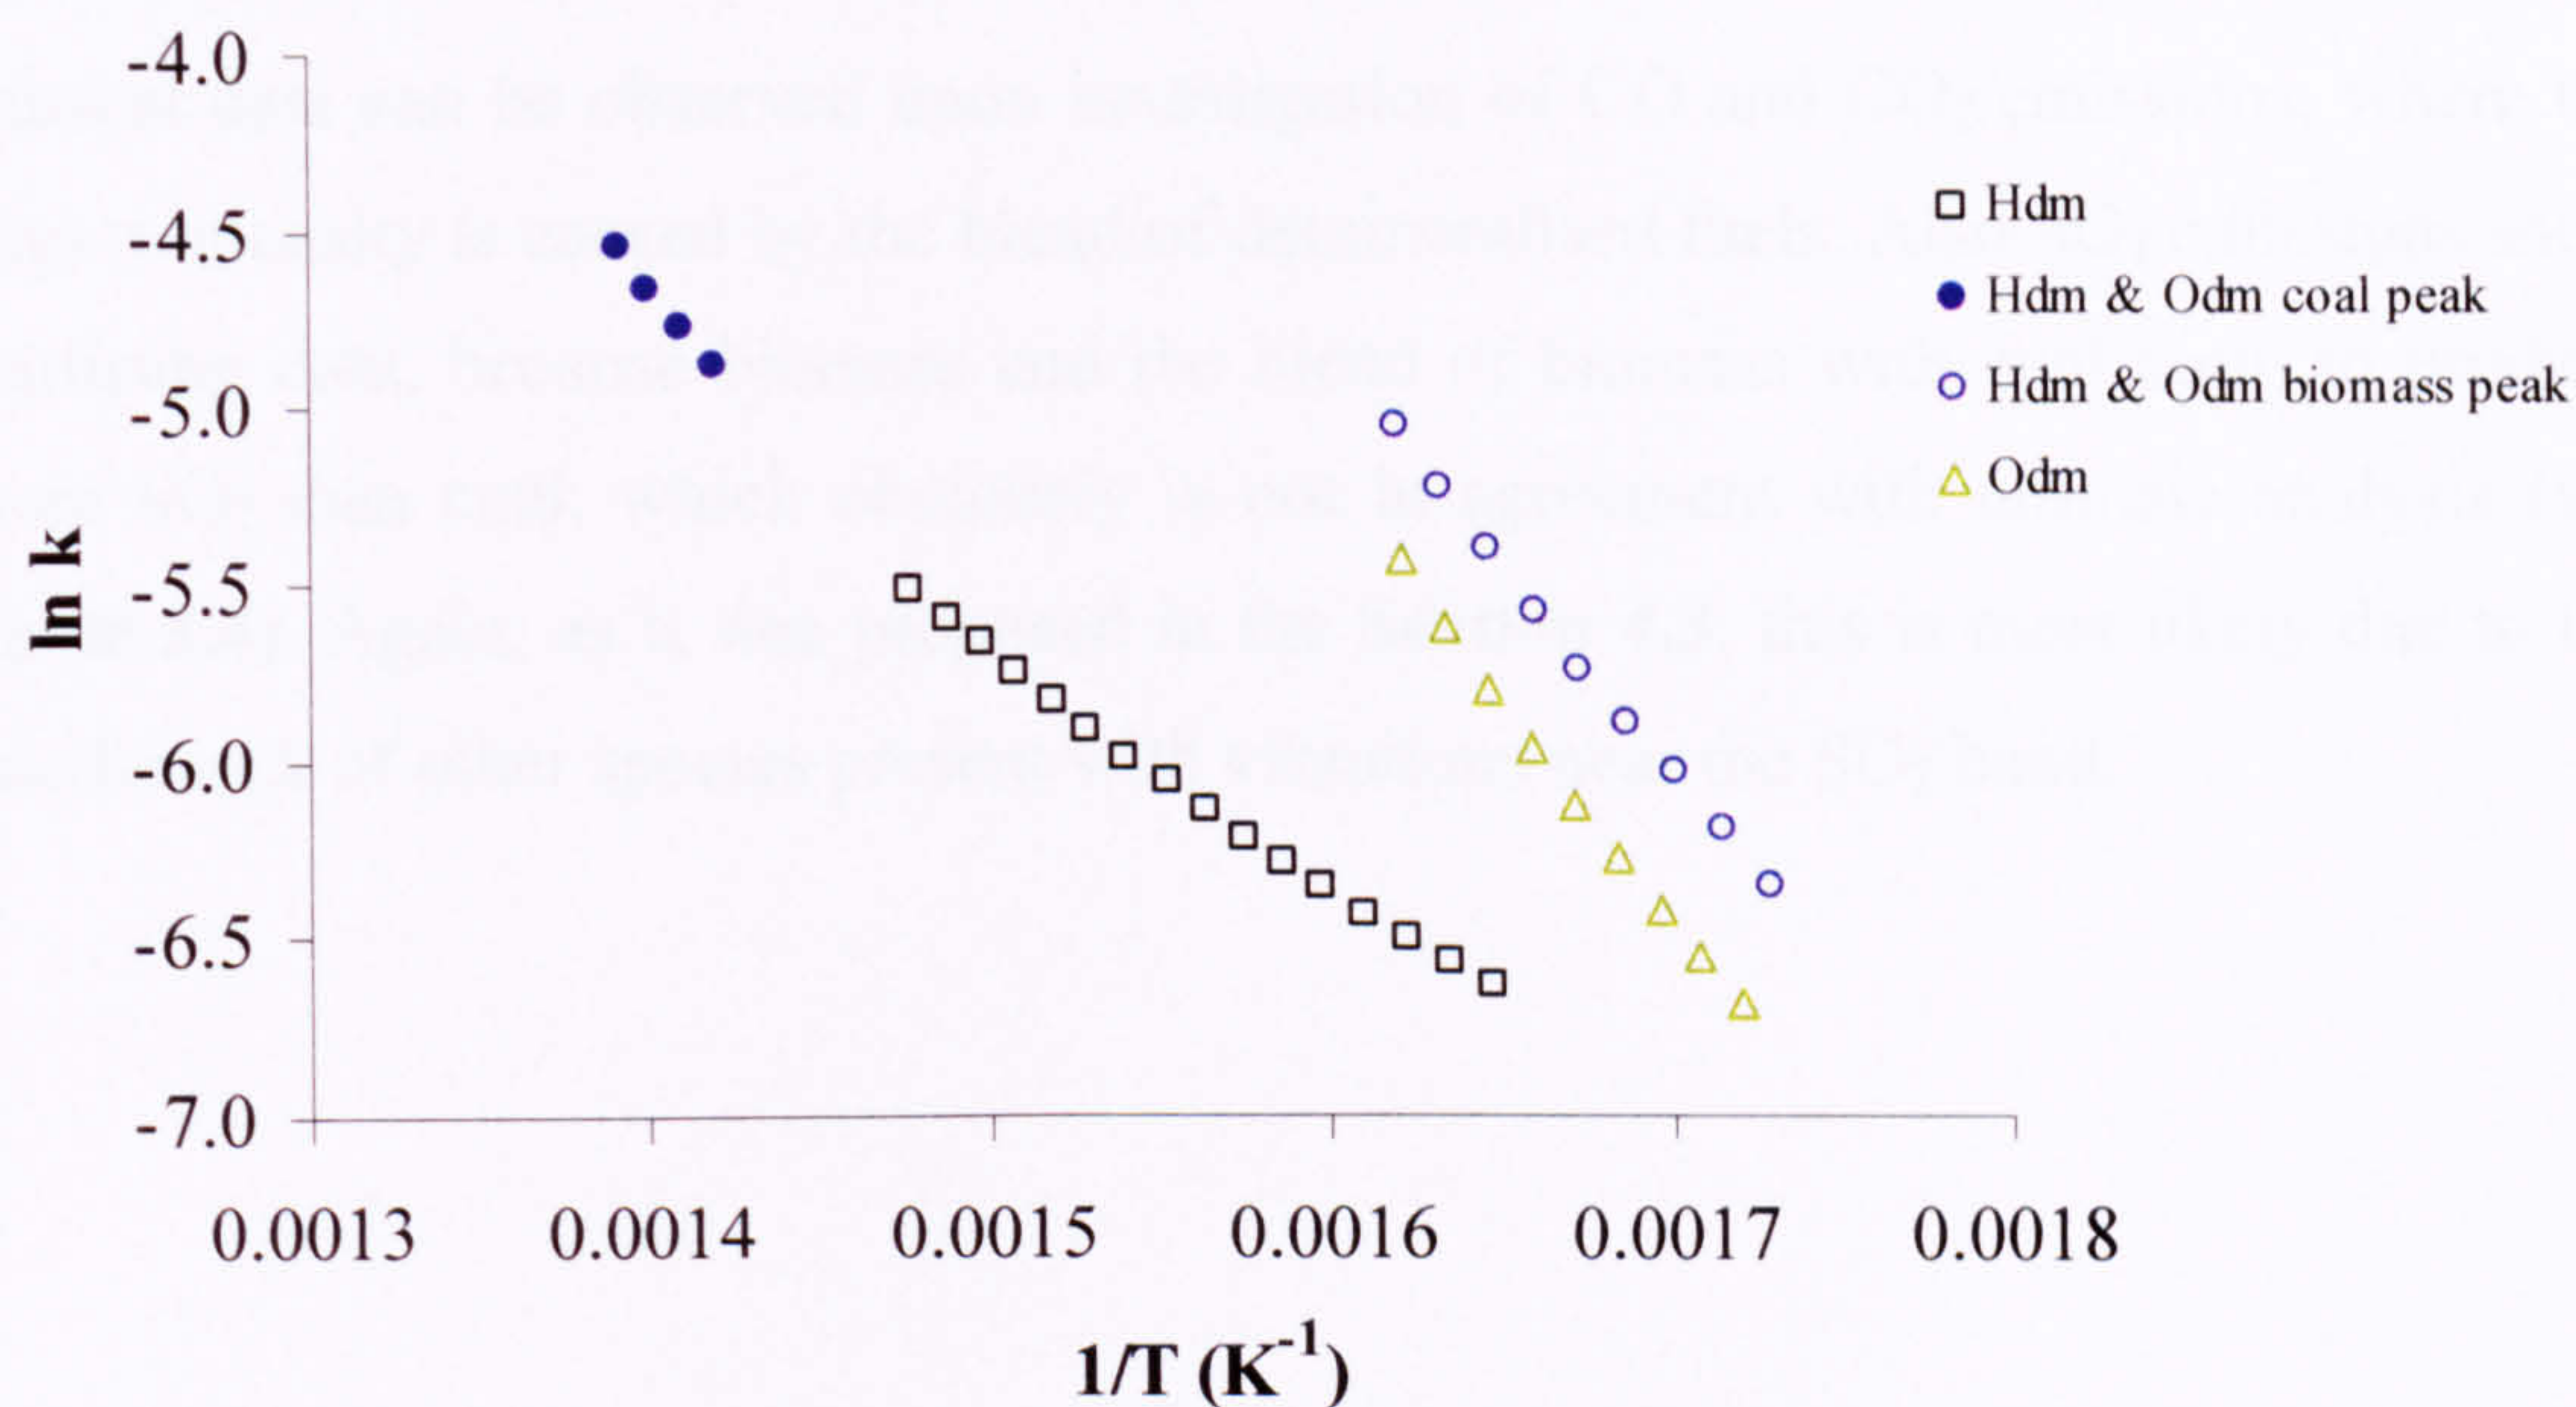 -4.0
-4.5
-5.0
-5.5
-6.0
-6.5
-7.0
ln k
0.0013 0.0014 0.0015 0.0016 0.0017 0.0018
1/T (K⁻¹)
Hdm
Hdm & Odm coal peak
Hdm & Odm biomass peak
Odm